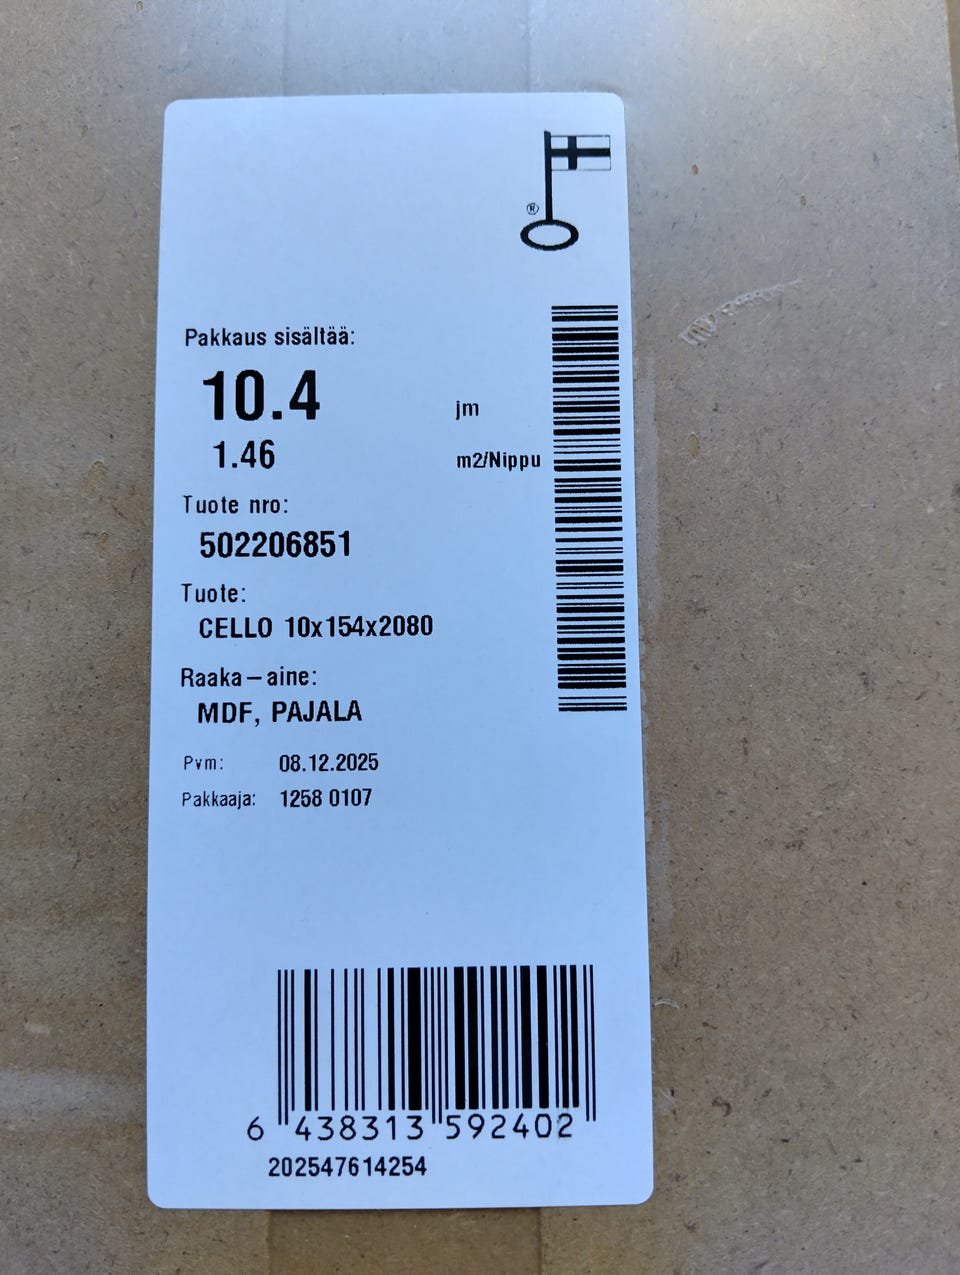 ®
Pakkaus sisältää:
10.4 jm
1.46 m2/Nippu
Tuote nro:
502206851
Tuote:
CELLO 10x154x2080
Raaka-aine:
MDF, PAJALA
Pvm: 08.12.2025
Pakkaaja: 1258 0107
6 438313 592402
202547614254